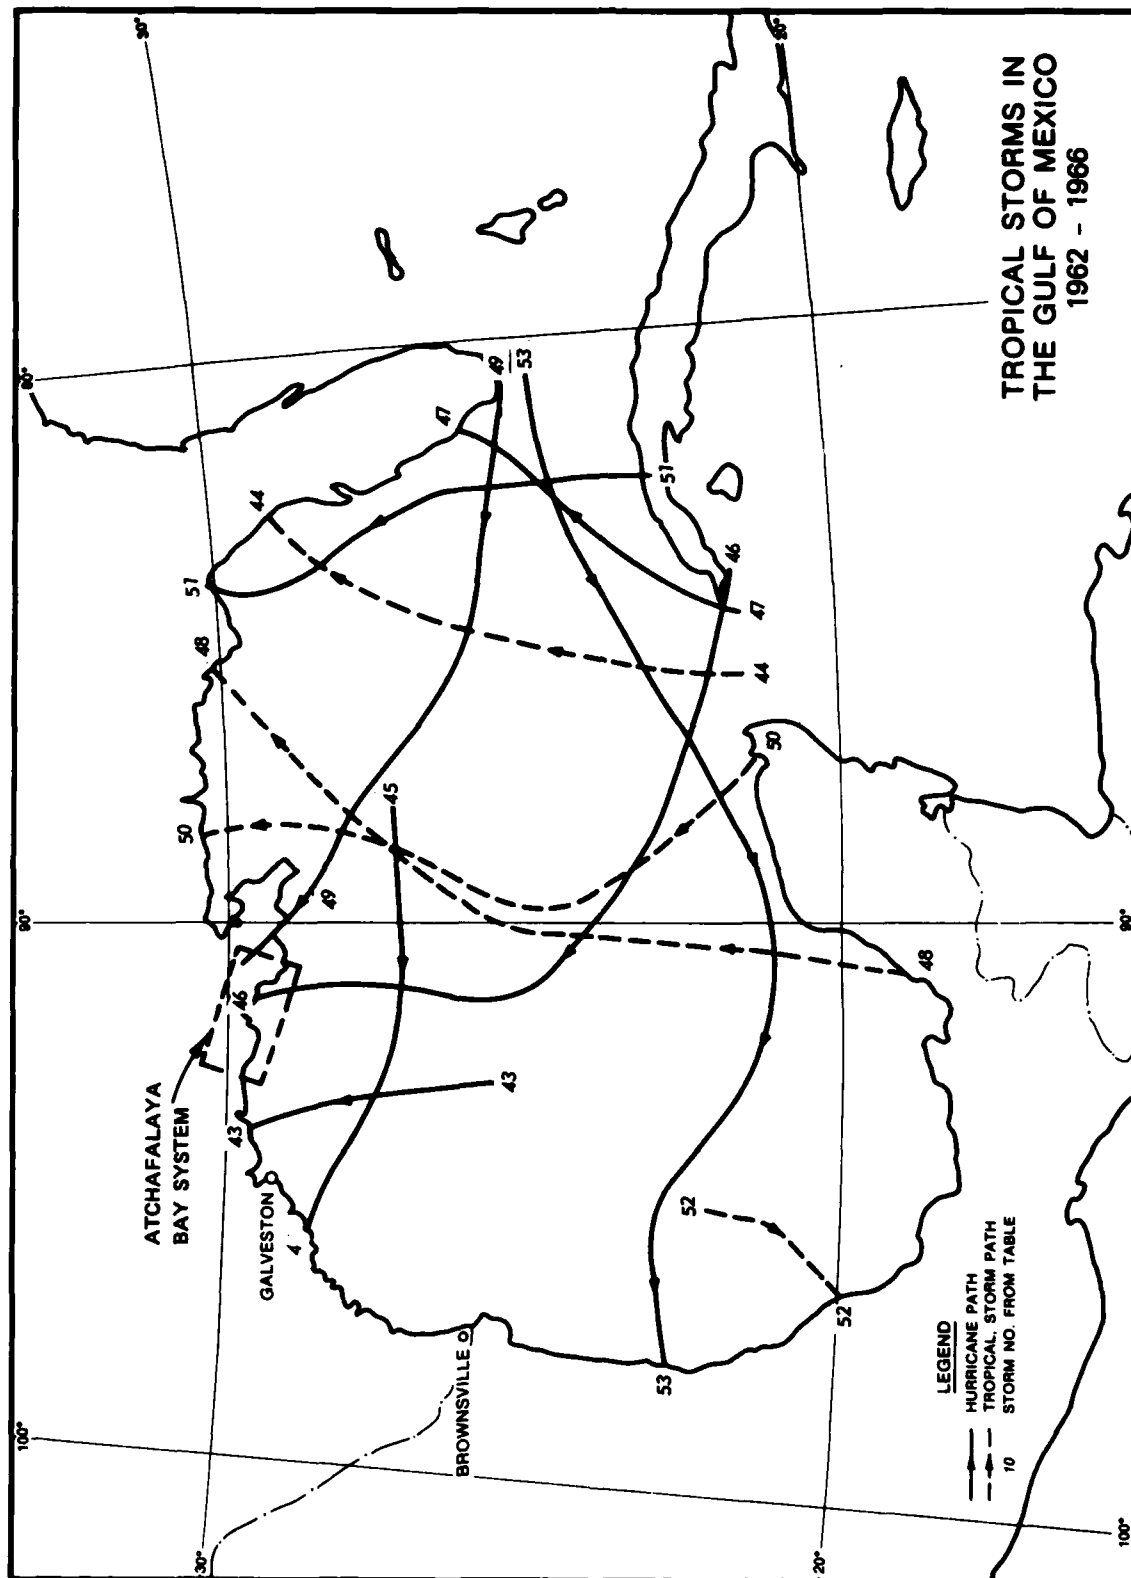 TROPICAL STORMS IN
THE GULF OF MEXICO
1962 - 1966
ATCHAFALAYA
BAY SYSTEM
GALVESTON
BROWNSVILLE
LEGEND
HURRICANE PATH
TROPICAL, STORM PATH
10 STORM NO. FROM TABLE
100°
90°
80°
30°
30°
20°
20°
100°
90°
43
43
44
44
45
4
46
46
47
47
48
48
49
49
50
50
51
51
52
52
53
53